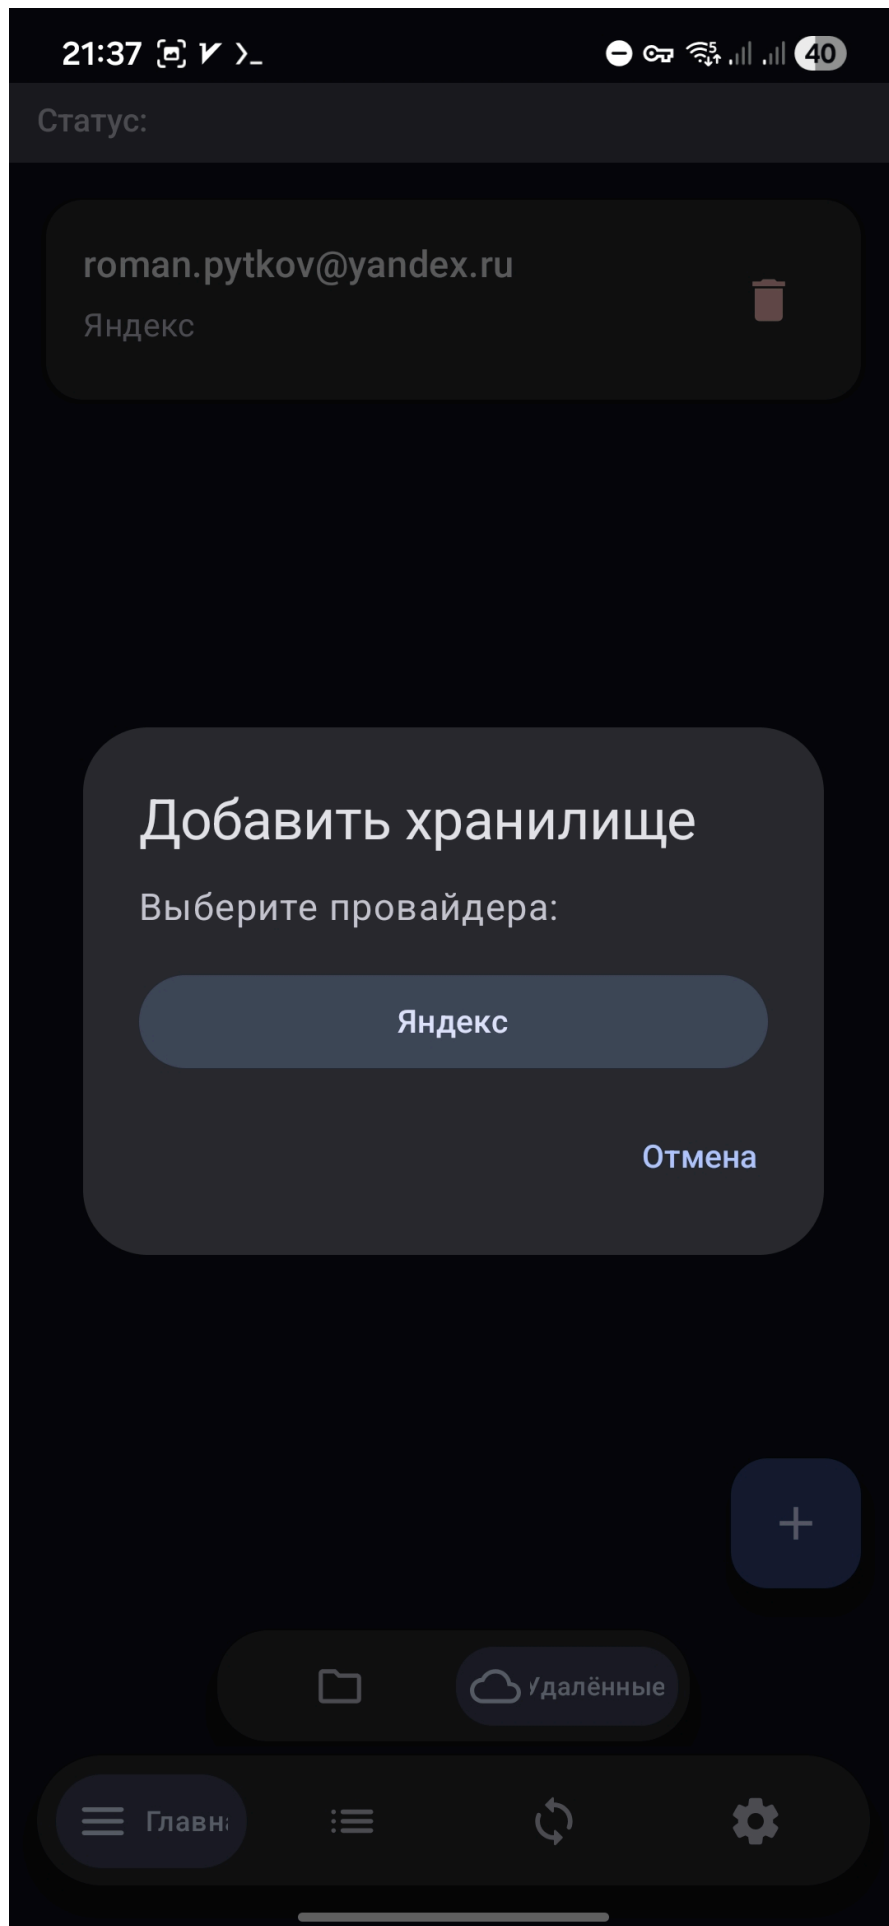 21:37
40
Статус:
roman.pytkov@yandex.ru
Яндекс
Добавить хранилище
Выберите провайдера:
Яндекс
Отмена
Удалённые
Главн